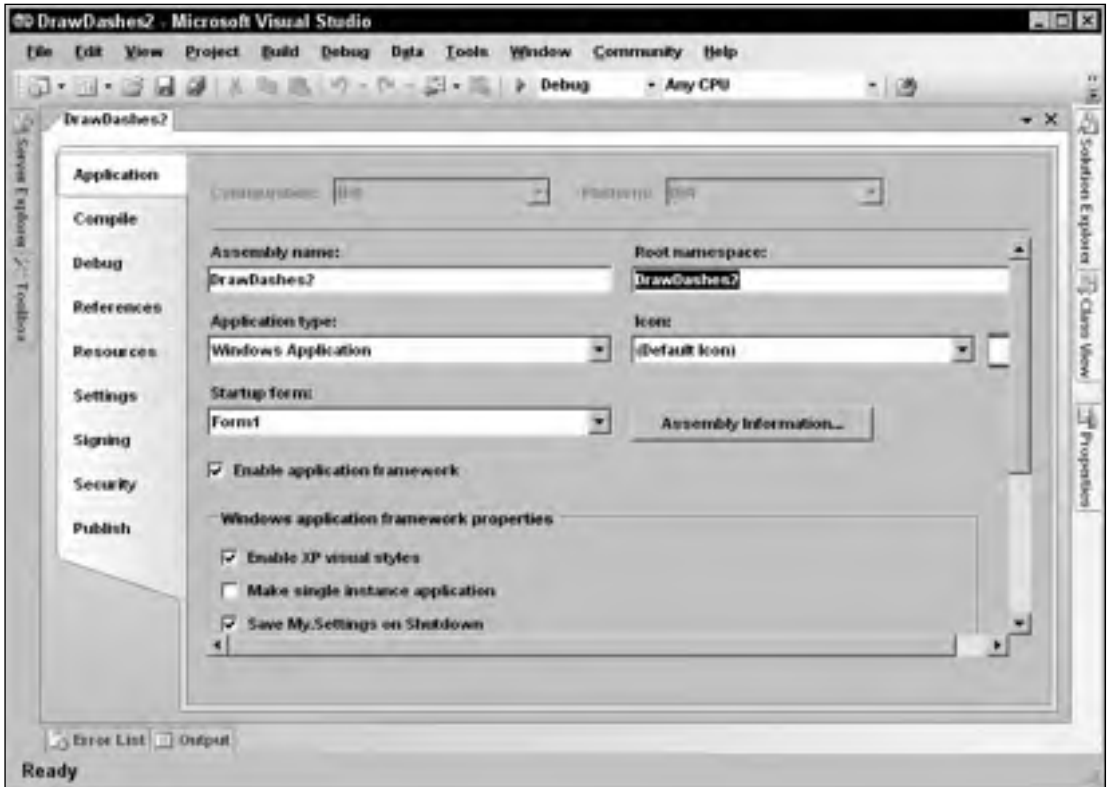 DrawDashes2 - Microsoft Visual Studio
File Edit View Project Build Debug Data Tools Window Community Help
Debug Any CPU
DrawDashes2
Server Explorer
Toolbox
Solution Explorer
Class View
Properties
Application
Compile
Debug
References
Resources
Settings
Signing
Security
Publish
Configuration: N/A Platform: N/A
Assembly name: Root namespace:
DrawDashes2 DrawDashes2
Application type: Icon:
Windows Application (Default Icon)
Startup form:
Form1 Assembly Information...
Enable application framework
Windows application framework properties
Enable XP visual styles
Make single instance application
Save My.Settings on Shutdown
Error List Output
Ready